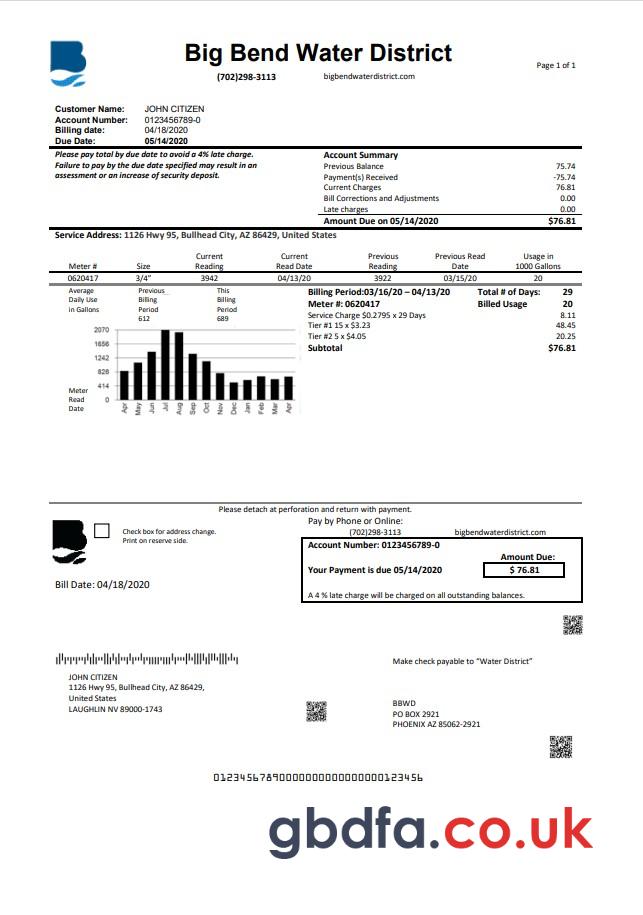 Big Bend Water District
(702)298-3113 bigbendwaterdistrict.com
Page 1 of 1
Customer Name: JOHN CITIZEN
Account Number: 0123456789-0
Billing date: 04/18/2020
Due Date: 05/14/2020
Please pay total by due date to avoid a 4% late charge.
Failure to pay by the due date specified may result in an
assessment or an increase of security deposit.
Account Summary
Previous Balance 75.74
Payment(s) Received -75.74
Current Charges 76.81
Bill Corrections and Adjustments 0.00
Late charges 0.00
Amount Due on 05/14/2020 $76.81
Service Address: 1126 Hwy 95, Bullhead City, AZ 86429, United States
Current Current Previous Previous Read Usage in
Meter # Size Reading Read Date Reading Date 1000 Gallons
0620417 3/4” 3942 04/13/20 3922 03/15/20 20
Average Previous_ This
Daily Use Billing Billing
in Gallons Period Period
612 689
2070
1656
1242
828
414
0
Meter
Read
Date
Apr May Jun Jul Aug Sep Oct Nov Dec Jan Feb Mar Apr
Billing Period:03/16/20 – 04/13/20 Total # of Days: 29
Meter #: 0620417 Billed Usage 20
Service Charge $0.2795 x 29 Days 8.11
Tier #1 15 x $3.23 48.45
Tier #2 5 x $4.05 20.25
Subtotal $76.81
Please detach at perforation and return with payment.
Check box for address change.
Print on reserve side.
Pay by Phone or Online:
(702)298-3113 bigbendwaterdistrict.com
Account Number: 0123456789-0
Amount Due:
Your Payment is due 05/14/2020 $ 76.81
A 4 % late charge will be charged on all outstanding balances.
Bill Date: 04/18/2020
Make check payable to “Water District”
JOHN CITIZEN
1126 Hwy 95, Bullhead City, AZ 86429,
United States
LAUGHLIN NV 89000-1743
BBWD
PO BOX 2921
PHOENIX AZ 85062-2921
0123456789000000000000000000123456
gbdfa.co.uk